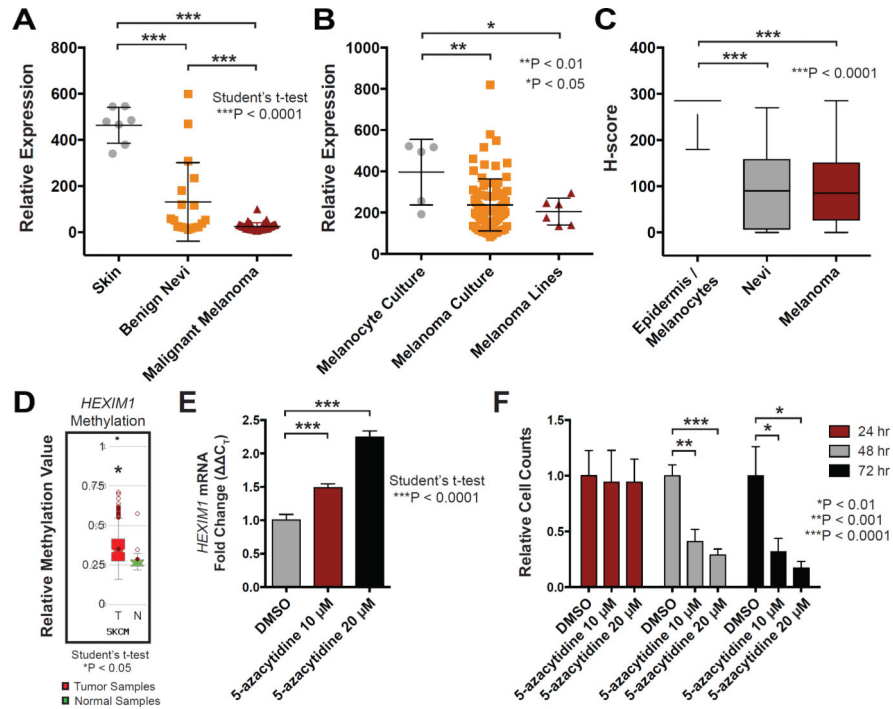 A
***
***
***
800
600
400
200
0
Relative Expression
Student's t-test
***P < 0.0001
Skin
Benign Nevi
Malignant Melanoma
B
*
**
**P < 0.01
*P < 0.05
1000
800
600
400
200
0
Relative Expression
Melanocyte Culture
Melanoma Culture
Melanoma Lines
C
***
***
***P < 0.0001
400
300
200
100
0
H-score
Epidermis /
Melanocytes
Nevi
Melanoma
D
HEXIM1
Methylation
Relative Methylation Value
1
0.75
0.5
0.25
0
*
T N
SKCM
Student's t-test
*P < 0.05
Tumor Samples
Normal Samples
E
***
***
2.5
2.0
1.5
1.0
0.5
0.0
HEXIM1 mRNA
Fold Change (ΔΔCT)
Student's t-test
***P < 0.0001
DMSO
5-azacytidine 10 µM
5-azacytidine 20 µM
F
***
**
*
*
1.5
1.0
0.5
0.0
Relative Cell Counts
24 hr
48 hr
72 hr
*P < 0.01
**P < 0.001
***P < 0.0001
DMSO
5-azacytidine 10 µM
5-azacytidine 20 µM
DMSO
5-azacytidine 10 µM
5-azacytidine 20 µM
DMSO
5-azacytidine 10 µM
5-azacytidine 20 µM